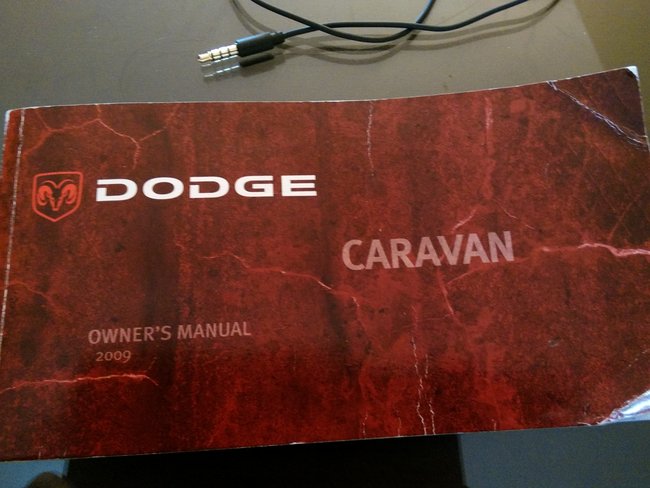 DODGE
CARAVAN
OWNER'S MANUAL
2009